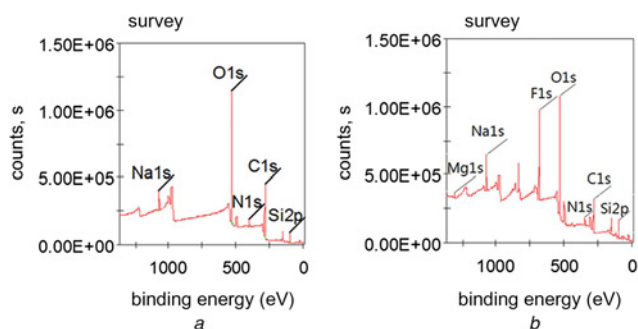 survey
1.50E+06
1.00E+06
5.00E+05
0.00E+00
counts, s
O1s
Na1s
C1s
N1s
Si2p
1000
500
0
binding energy (eV)
a
survey
1.50E+06
1.00E+06
5.00E+05
0.00E+00
counts, s
O1s
F1s
Na1s
Mg1s
C1s
N1s
Si2p
1000
500
0
binding energy (eV)
b